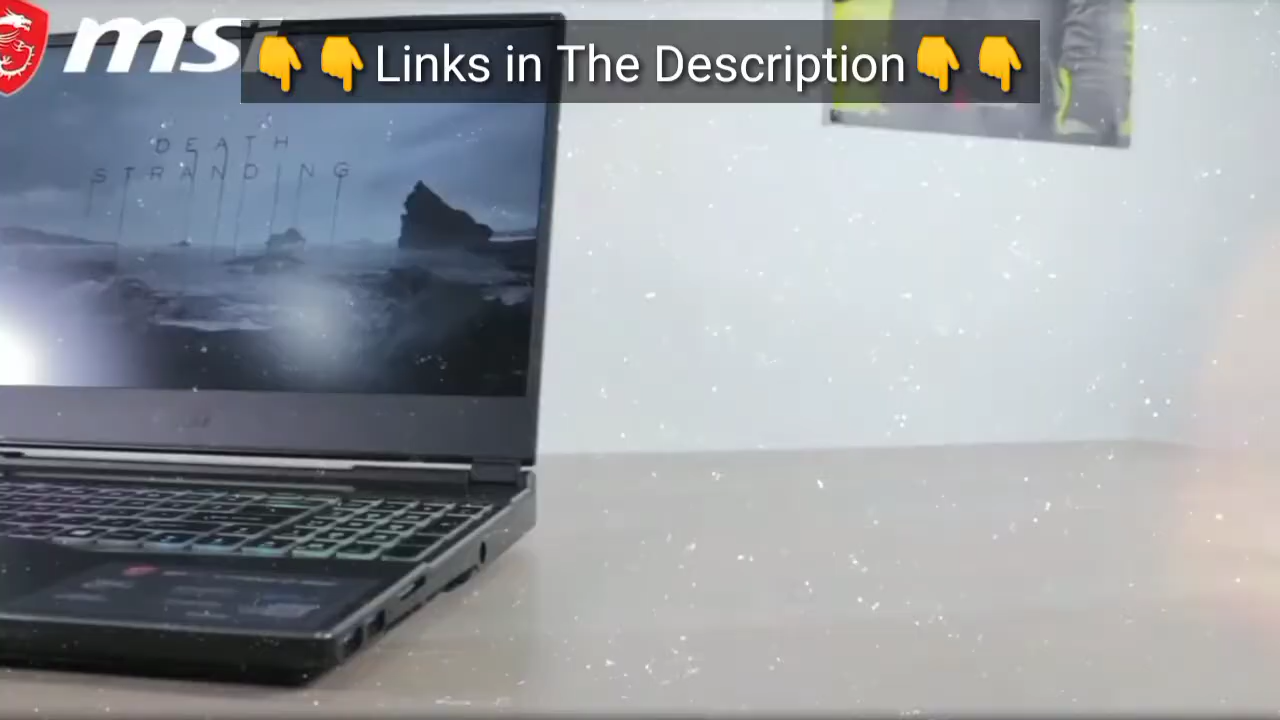 msi
👇👇Links in The Description👇👇
DEATH
STRANDING